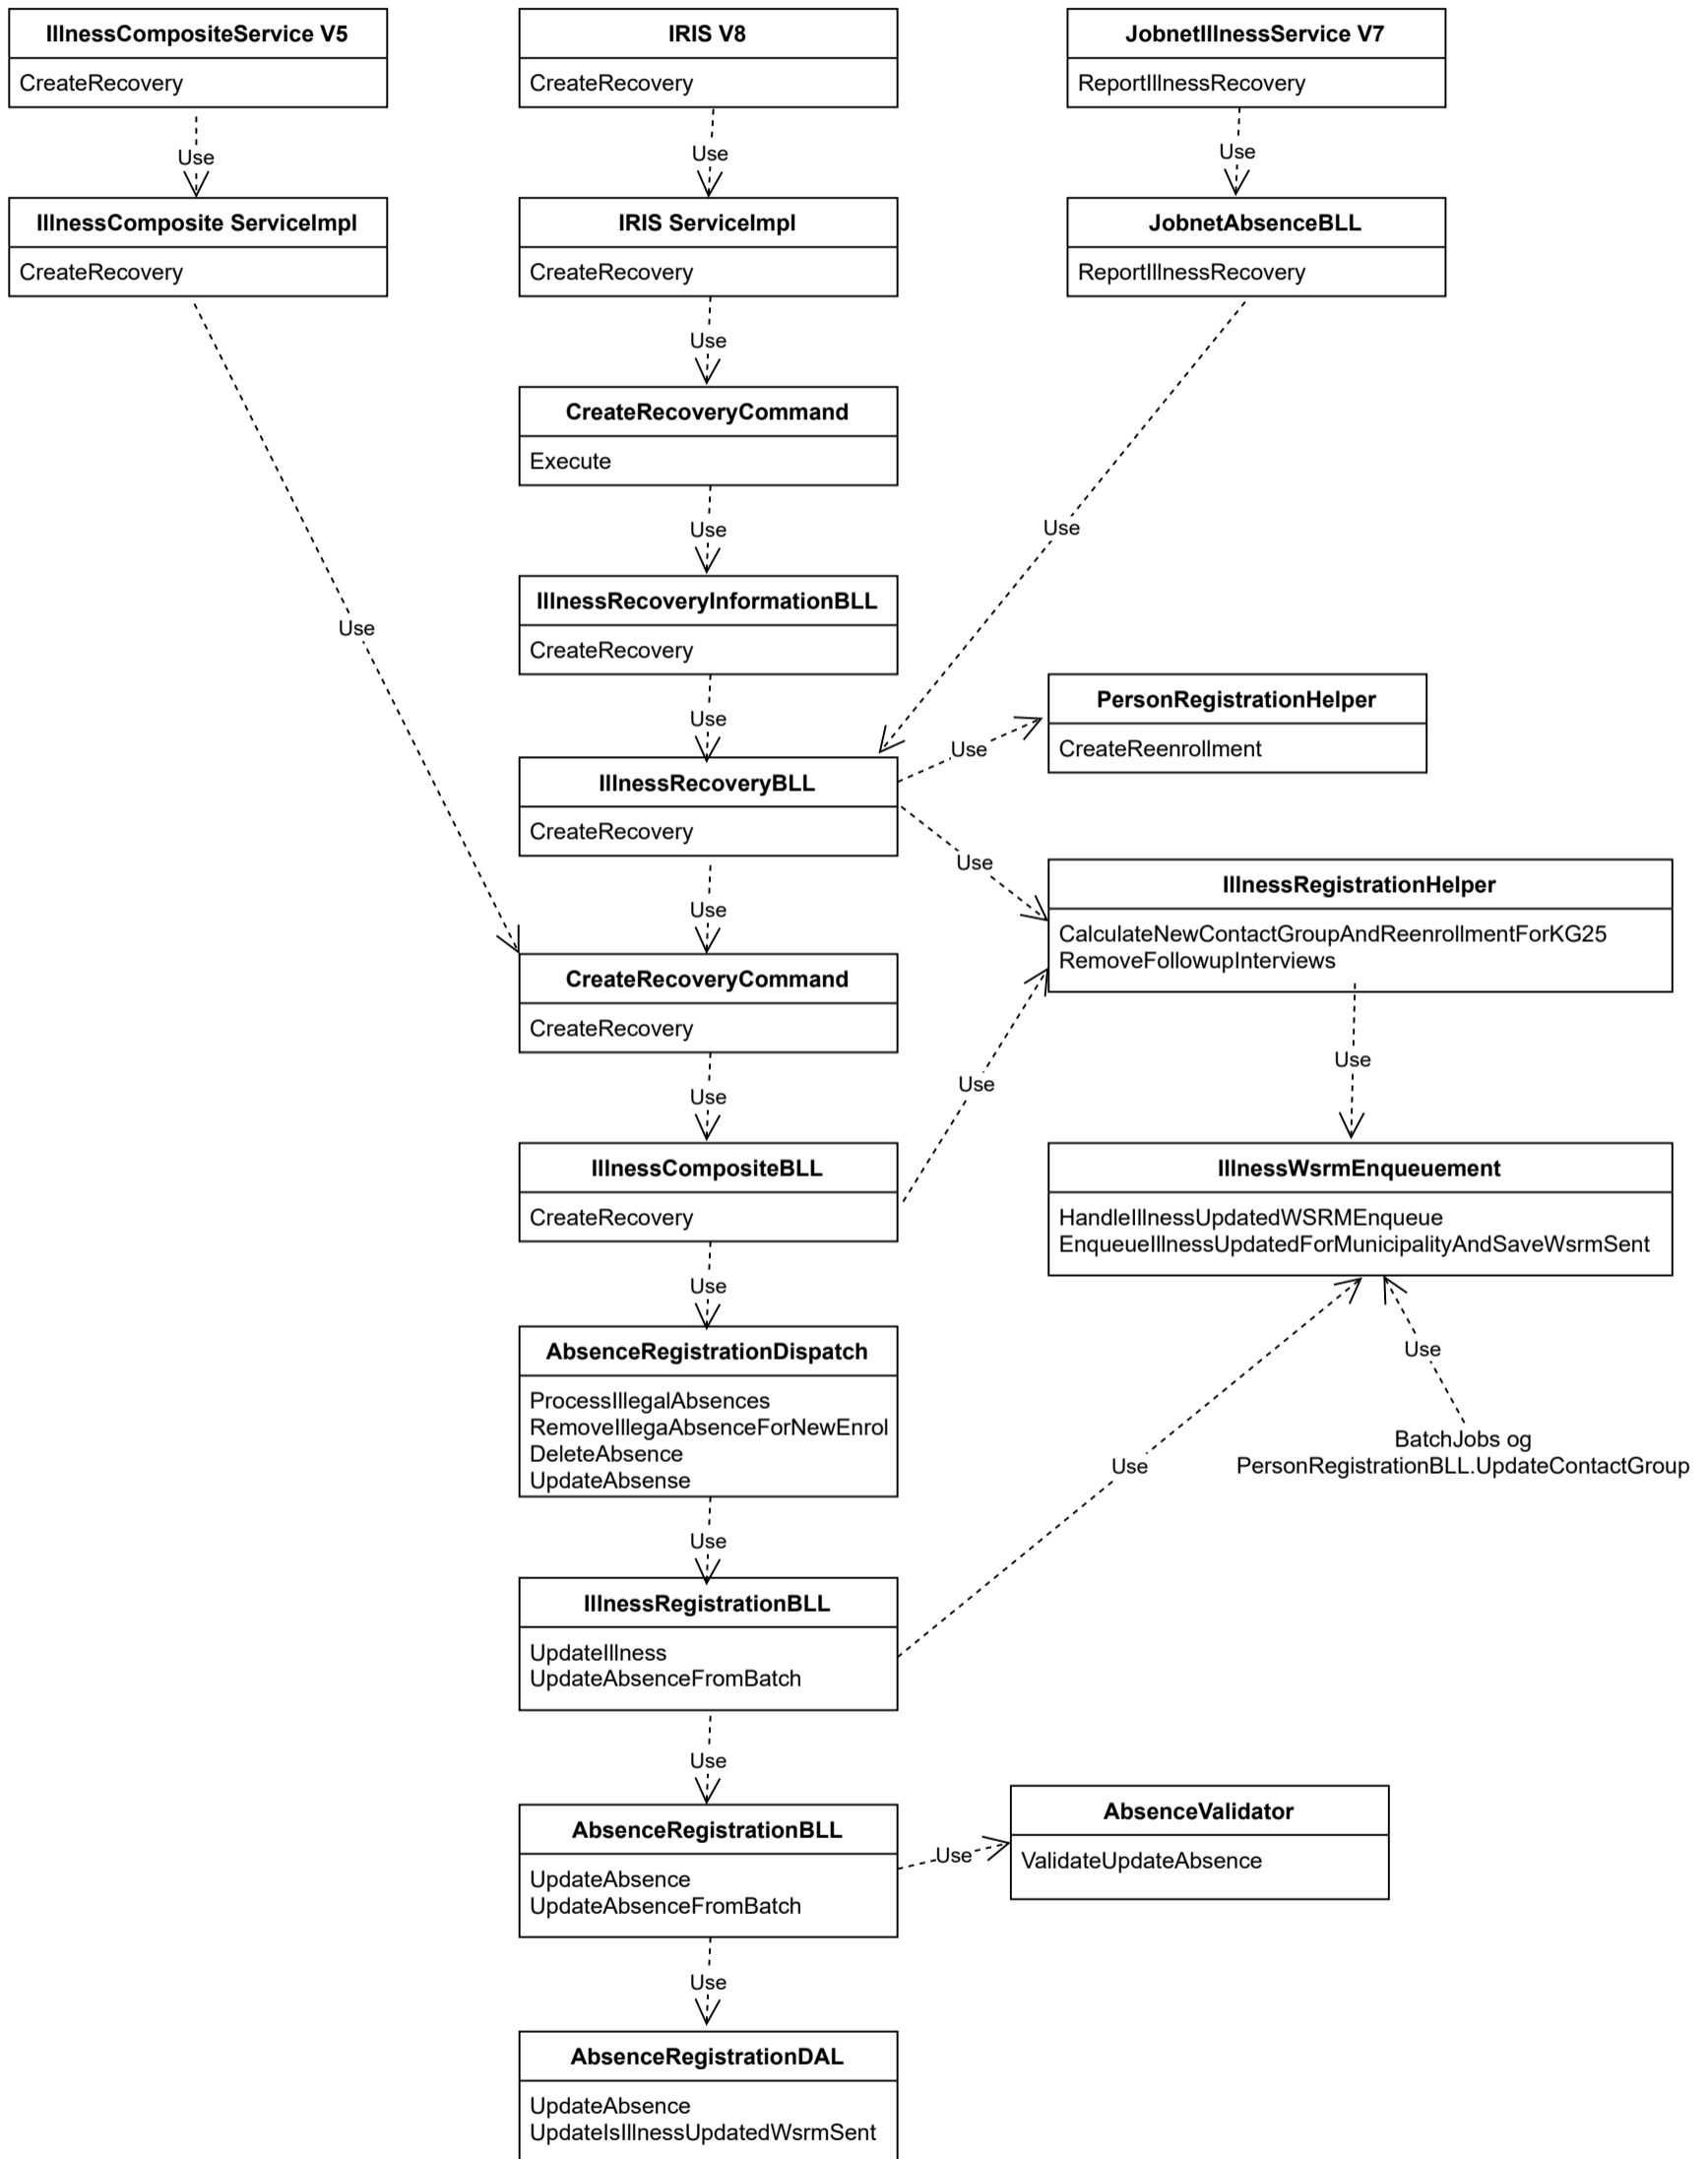 IllnessCompositeService V5
CreateRecovery
IRIS V8
CreateRecovery
JobnetIllnessService V7
ReportIllnessRecovery
Use
Use
Use
IllnessComposite ServiceImpl
CreateRecovery
IRIS ServiceImpl
CreateRecovery
JobnetAbsenceBLL
ReportIllnessRecovery
Use
CreateRecoveryCommand
Execute
Use
Use
IllnessRecoveryInformationBLL
CreateRecovery
Use
Use
PersonRegistrationHelper
CreateReenrollment
Use
IllnessRecoveryBLL
CreateRecovery
Use
Use
IllnessRegistrationHelper
CalculateNewContactGroupAndReenrollmentForKG25
RemoveFollowupInterviews
Use
CreateRecoveryCommand
CreateRecovery
Use
Use
Use
IllnessCompositeBLL
CreateRecovery
IllnessWsrmEnqueuement
HandleIllnessUpdatedWSRMEnqueue
EnqueueIllnessUpdatedForMunicipalityAndSaveWsrmSent
Use
AbsenceRegistrationDispatch
ProcessIllegalAbsences
RemoveIllegaAbsenceForNewEnrol
DeleteAbsence
UpdateAbsense
Use
BatchJobs og
PersonRegistrationBLL.UpdateContactGroup
Use
Use
IllnessRegistrationBLL
UpdateIllness
UpdateAbsenceFromBatch
Use
AbsenceRegistrationBLL
UpdateAbsence
UpdateAbsenceFromBatch
Use
AbsenceValidator
ValidateUpdateAbsence
Use
AbsenceRegistrationDAL
UpdateAbsence
UpdateIsIllnessUpdatedWsrmSent